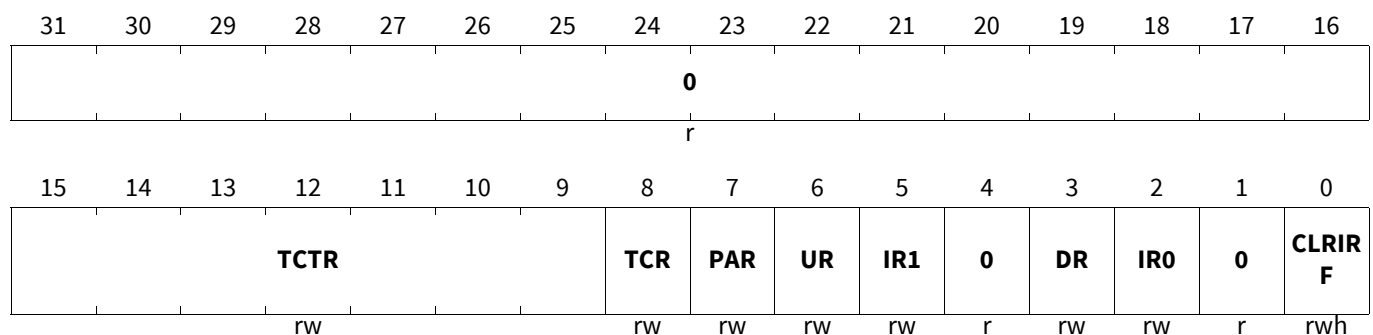 31 30 29 28 27 26 25 24 23 22 21 20 19 18 17 16
0
r
15 14 13 12 11 10 9 8 7 6 5 4 3 2 1 0
TCTR TCR PAR UR IR1 0 DR IR0 0 CLRIR
F
rw rw rw rw rw r rw rw r rwh